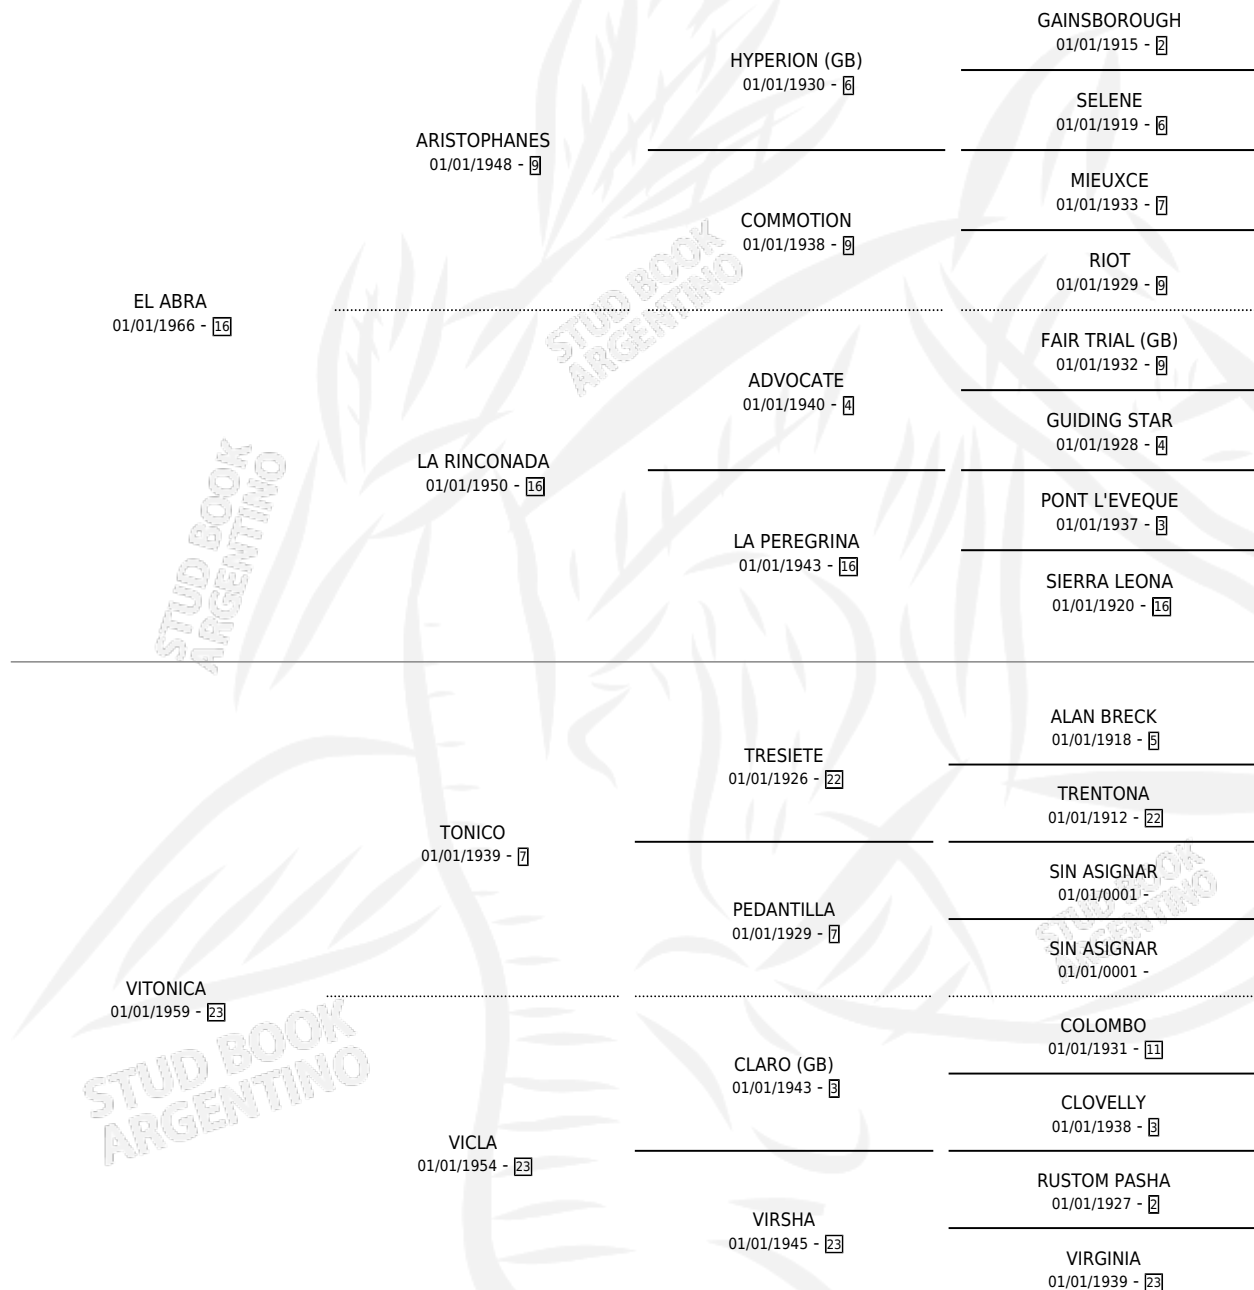 GAINSBOROUGH
01/01/1915 - 2
HYPERION (GB)
01/01/1930 - 6
SELENE
01/01/1919 - 6
ARISTOPHANES
01/01/1948 - 9
MIEUXCE
01/01/1933 - 7
COMMOTION
01/01/1938 - 9
RIOT
01/01/1929 - 9
EL ABRA
01/01/1966 - 16
FAIR TRIAL (GB)
01/01/1932 - 9
ADVOCATE
01/01/1940 - 4
GUIDING STAR
01/01/1928 - 4
LA RINCONADA
01/01/1950 - 16
PONT L'EVEQUE
01/01/1937 - 3
LA PEREGRINA
01/01/1943 - 16
SIERRA LEONA
01/01/1920 - 16
ALAN BRECK
01/01/1918 - 5
TRESIETE
01/01/1926 - 22
TRENTONA
01/01/1912 - 22
TONICO
01/01/1939 - 7
SIN ASIGNAR
01/01/0001 -
PEDANTILLA
01/01/1929 - 7
SIN ASIGNAR
01/01/0001 -
VITONICA
01/01/1959 - 23
COLOMBO
01/01/1931 - 11
CLARO (GB)
01/01/1943 - 3
CLOVELLY
01/01/1938 - 3
VICLA
01/01/1954 - 23
RUSTOM PASHA
01/01/1927 - 2
VIRSHA
01/01/1945 - 23
VIRGINIA
01/01/1939 - 23
STUD BOOK
ARGENTINO
STUD BOOK
ARGENTINO
STUD BOOK
ARGENTINO
STUD BOOK
ARGENTINO